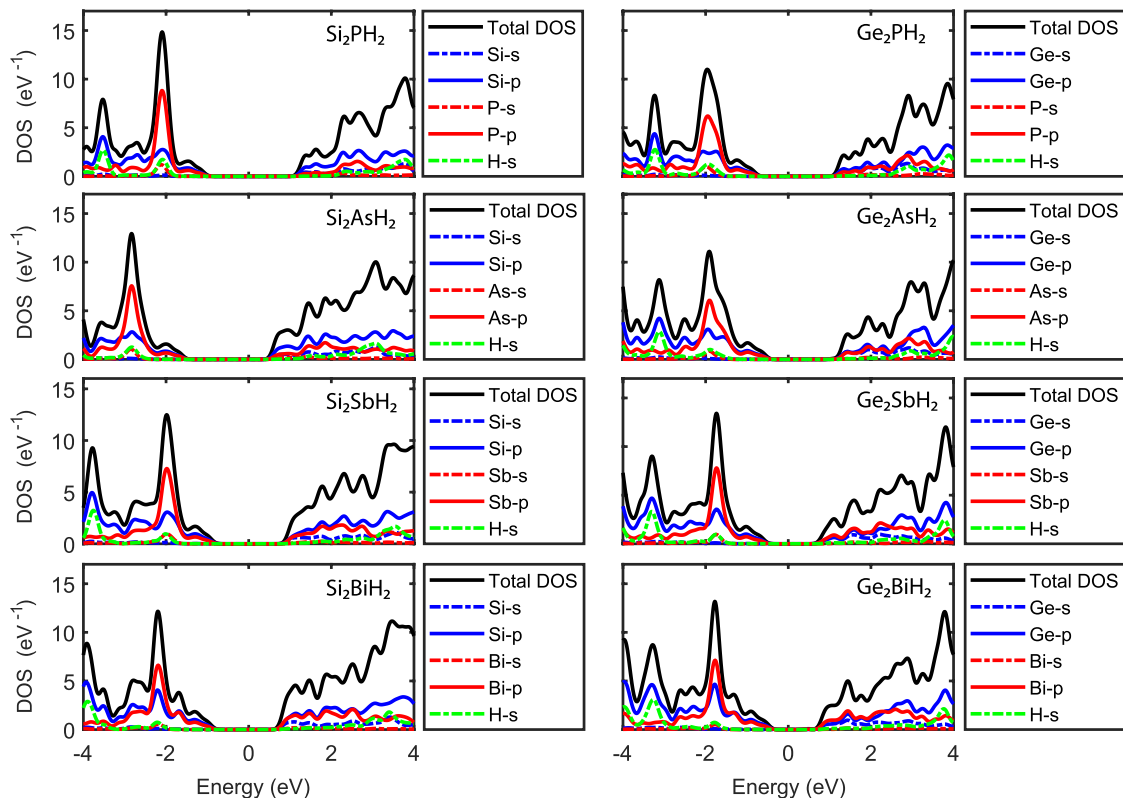 Si₂PH₂
15
10
5
0
DOS (eV⁻¹)
Total DOS
Si-s
Si-p
P-s
P-p
H-s
Ge₂PH₂
Total DOS
Ge-s
Ge-p
P-s
P-p
H-s
Si₂AsH₂
15
10
5
0
DOS (eV⁻¹)
Total DOS
Si-s
Si-p
As-s
As-p
H-s
Ge₂AsH₂
Total DOS
Ge-s
Ge-p
As-s
As-p
H-s
Si₂SbH₂
15
10
5
0
DOS (eV⁻¹)
Total DOS
Si-s
Si-p
Sb-s
Sb-p
H-s
Ge₂SbH₂
Total DOS
Ge-s
Ge-p
Sb-s
Sb-p
H-s
Si₂BiH₂
15
10
5
0
DOS (eV⁻¹)
-4 -2 0 2 4
Energy (eV)
Total DOS
Si-s
Si-p
Bi-s
Bi-p
H-s
Ge₂BiH₂
-4 -2 0 2 4
Energy (eV)
Total DOS
Ge-s
Ge-p
Bi-s
Bi-p
H-s